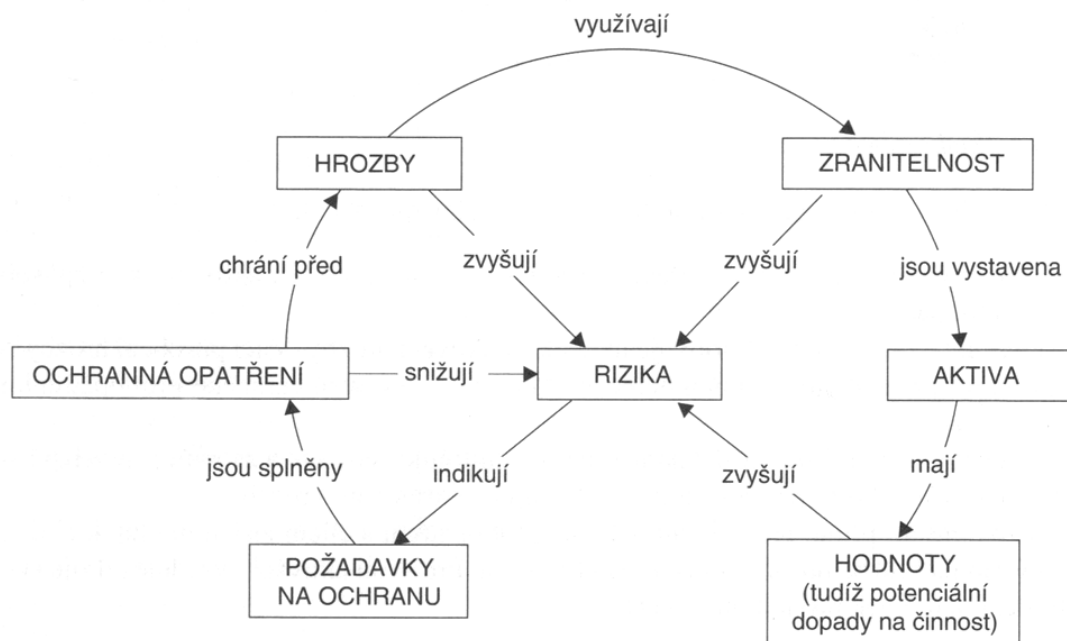 využívají
HROZBY
ZRANITELNOST
chrání před
zvyšují
zvyšují
jsou vystavena
OCHRANNÁ OPATŘENÍ
snižují
RIZIKA
AKTIVA
jsou splněny
indikují
zvyšují
mají
POŽADAVKY
NA OCHRANU
HODNOTY
(tudíž potenciální
dopady na činnost)